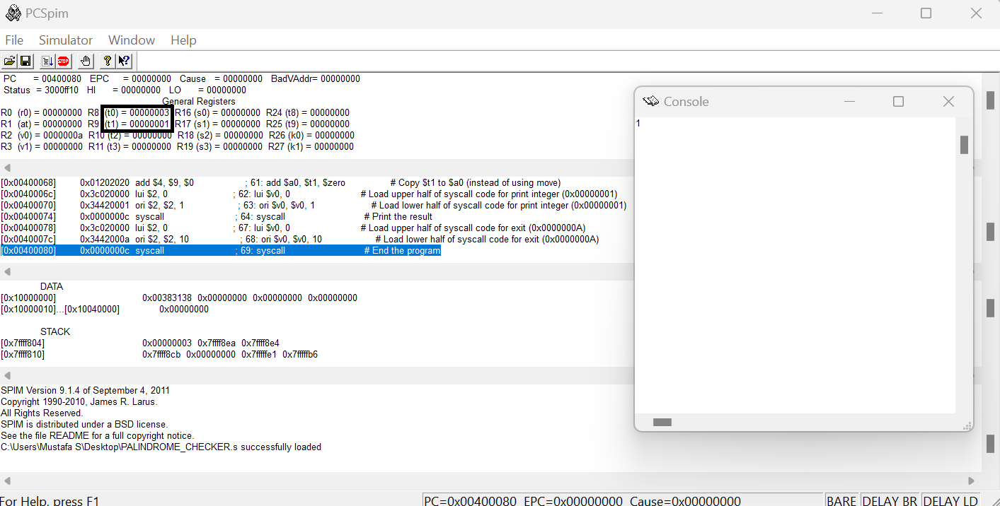 PCSpim
File Simulator Window Help
PC = 00400080 EPC = 00000000 Cause = 00000000 BadVAddr= 00000000
Status = 3000ff10 HI = 00000000 LO = 00000000
General Registers
R0 (r0) = 00000000 R8 (t0) = 00000003 R16 (s0) = 00000000 R24 (t8) = 00000000
R1 (at) = 00000000 R9 (t1) = 00000001 R17 (s1) = 00000000 R25 (t9) = 00000000
R2 (v0) = 0000000a R10 (t2) = 00000000 R18 (s2) = 00000000 R26 (k0) = 00000000
R3 (v1) = 00000000 R11 (t3) = 00000000 R19 (s3) = 00000000 R27 (k1) = 00000000
[0x00400068] 0x01202020 add $4, $9, $0 ; 61: add $a0, $t1, $zero # Copy $t1 to $a0 (instead of using move)
[0x0040006c] 0x3c020000 lui $2, 0 ; 62: lui $v0, 0 # Load upper half of syscall code for print integer (0x00000001)
[0x00400070] 0x34420001 ori $2, $2, 1 ; 63: ori $v0, $v0, 1 # Load lower half of syscall code for print integer (0x00000001)
[0x00400074] 0x0000000c syscall ; 64: syscall # Print the result
[0x00400078] 0x3c020000 lui $2, 0 ; 67: lui $v0, 0 # Load upper half of syscall code for exit (0x0000000A)
[0x0040007c] 0x3442000a ori $2, $2, 10 ; 68: ori $v0, $v0, 10 # Load lower half of syscall code for exit (0x0000000A)
[0x00400080] 0x0000000c syscall ; 69: syscall # End the program
DATA
[0x10000000] 0x00383138 0x00000000 0x00000000 0x00000000
[0x10000010]...[0x10040000] 0x00000000
STACK
[0x7ffff804] 0x00000003 0x7ffff8ea 0x7ffff8e4
[0x7ffff810] 0x7ffff8cb 0x00000000 0x7fffffe1 0x7fffffb6
SPIM Version 9.1.4 of September 4, 2011
Copyright 1990-2010, James R. Larus.
All Rights Reserved.
SPIM is distributed under a BSD license.
See the file README for a full copyright notice.
C:\Users\Mustafa S\Desktop\PALINDROME_CHECKER.s successfully loaded
Console
1
For Help, press F1
PC=0x00400080 EPC=0x00000000 Cause=0x00000000 BARE DELAY BR DELAY LD